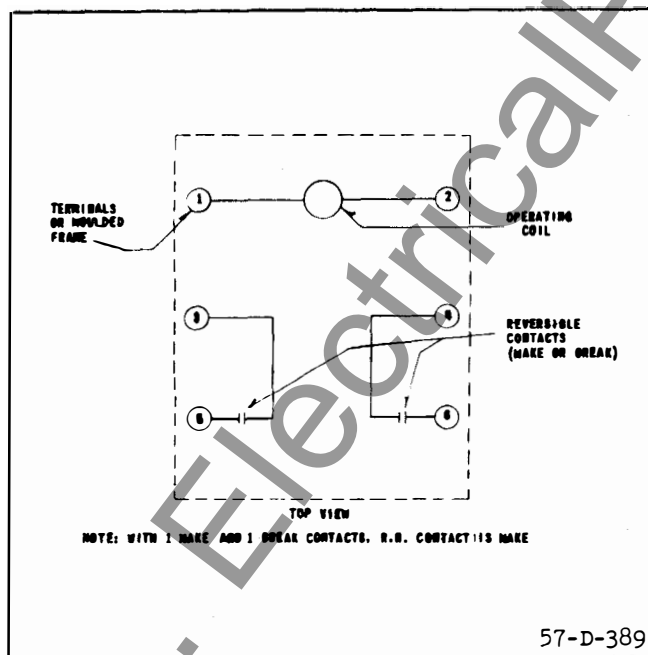 TERMINALS
OR MOULDED
FRAME
1
2
OPERATING
COIL
3
4
REVERSIBLE
CONTACTS
(MAKE OR BREAK)
5
6
TOP VIEW
NOTE: WITH 1 MAKE AND 1 BREAK CONTACTS. R.H. CONTACT IS MAKE
57-D-389
Electrical